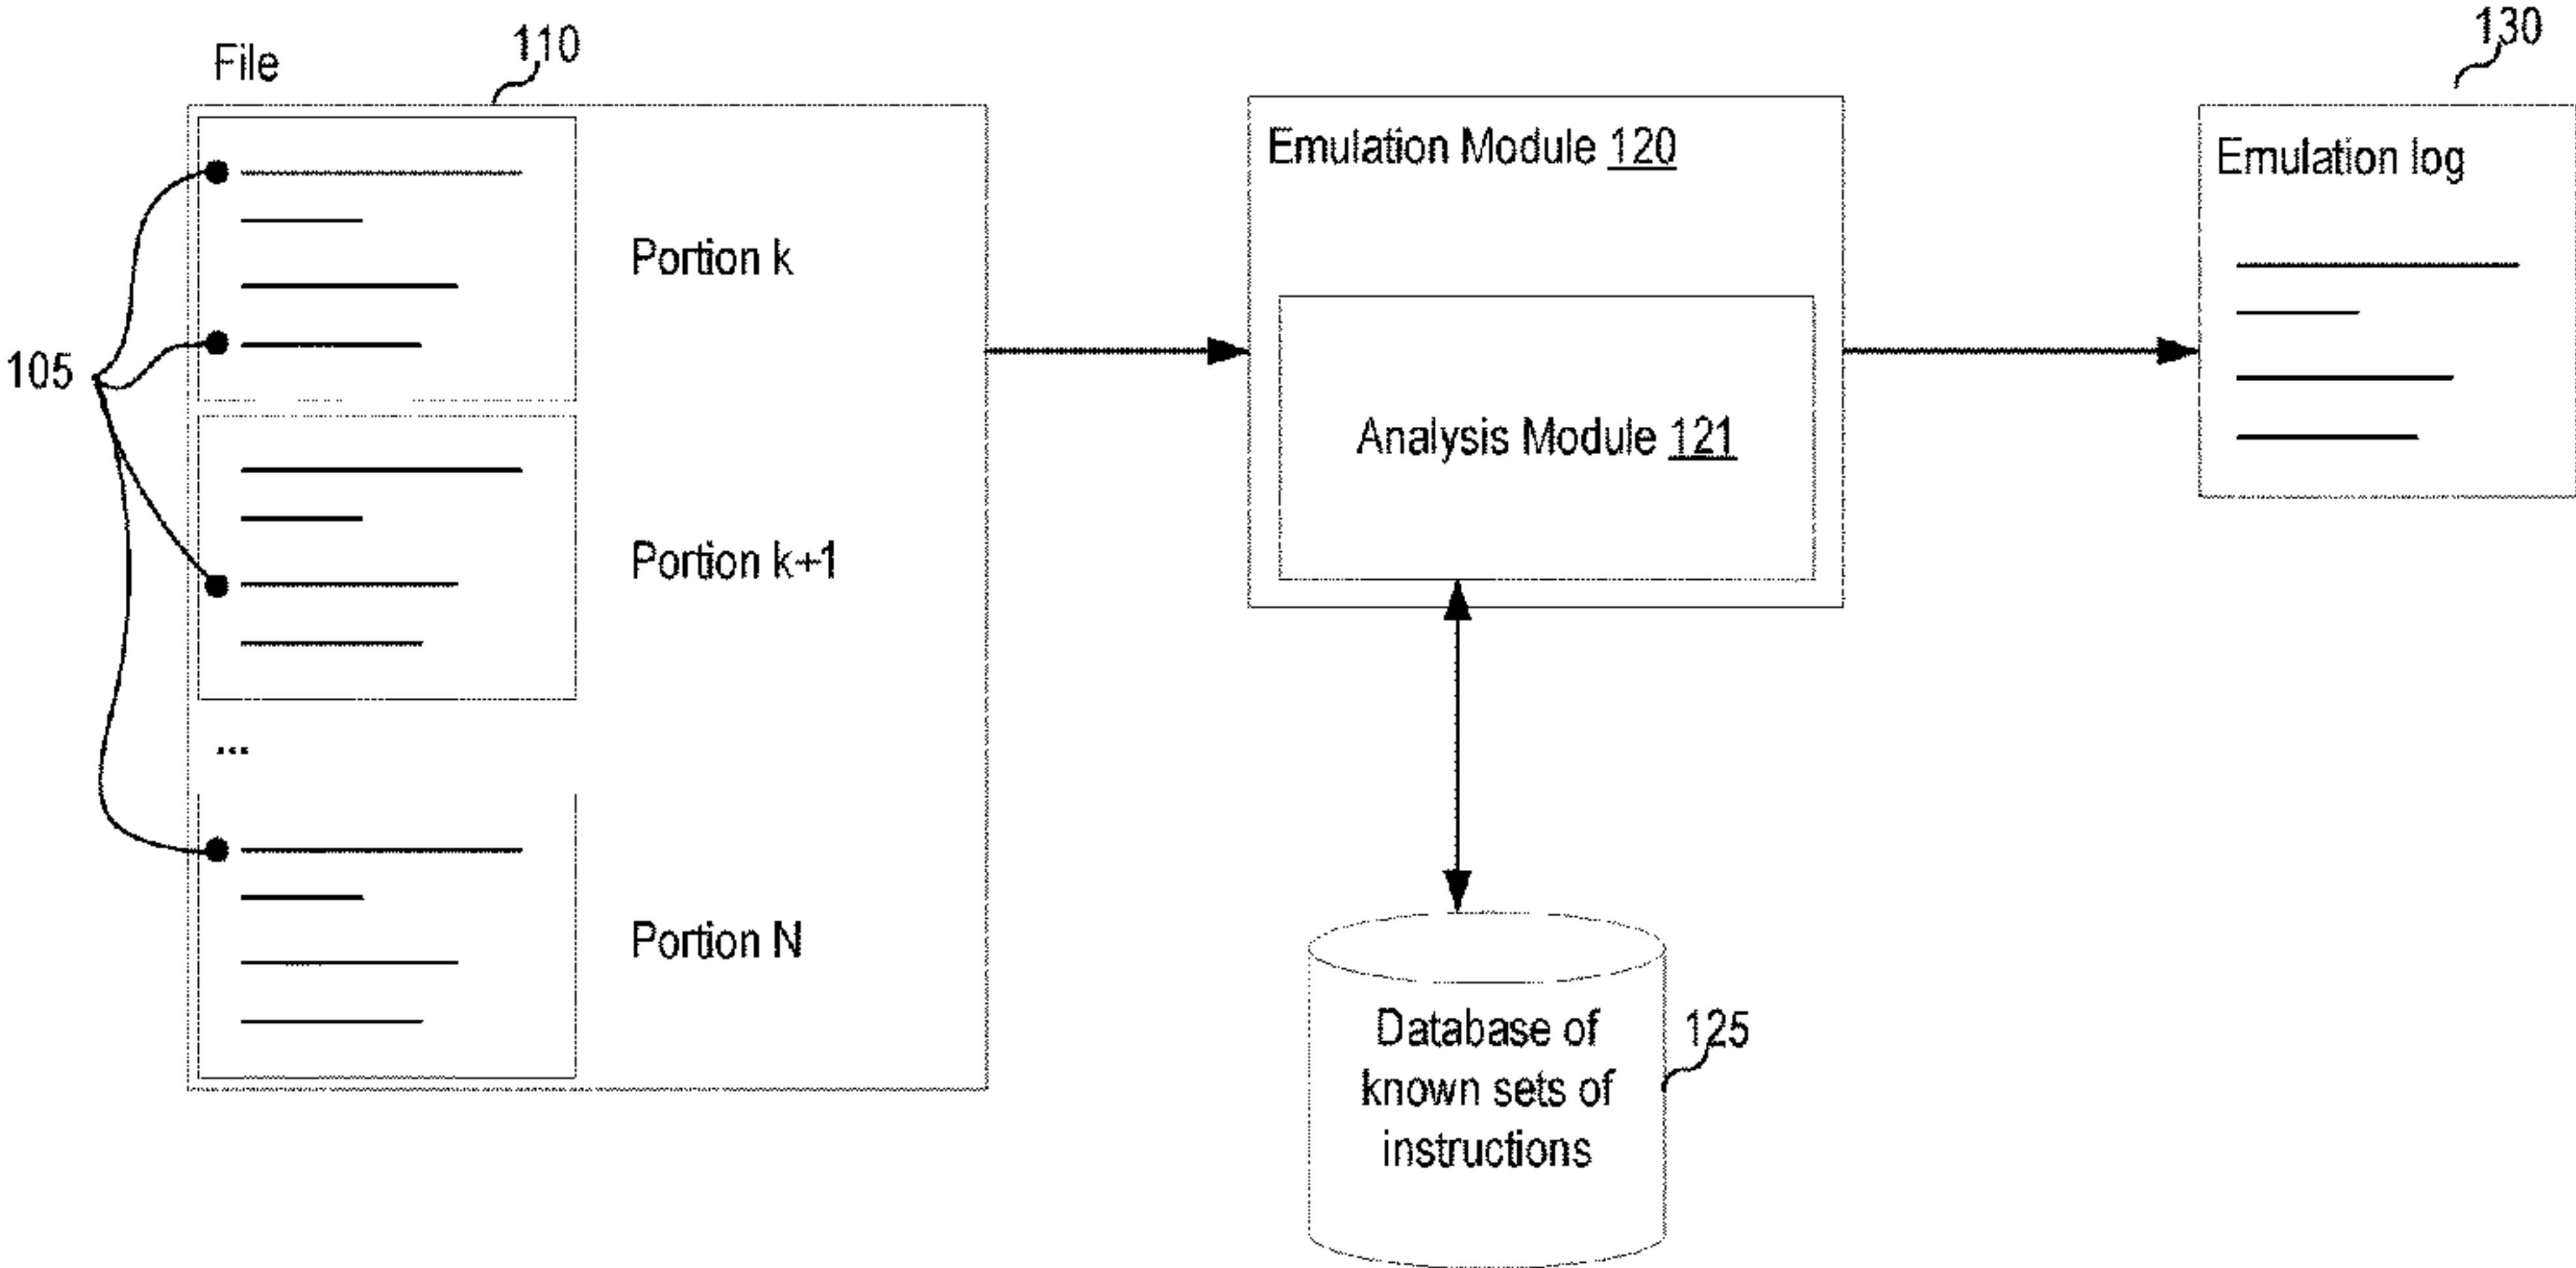 File
110
130
Emulation Module 120
Emulation log
Portion k
105
Analysis Module 121
Portion k+1
...
Portion N
Database of
known sets of
instructions
125